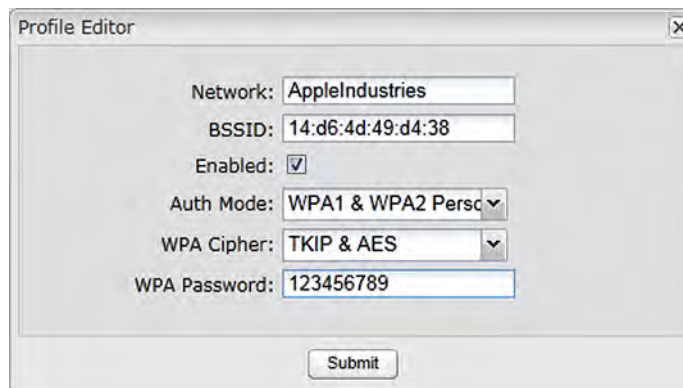 Profile Editor
Network: AppleIndustries
BSSID: 14:d6:4d:49:d4:38
Enabled:
Auth Mode: WPA1 & WPA2 Persc
WPA Cipher: TKIP & AES
WPA Password: 123456789
Submit